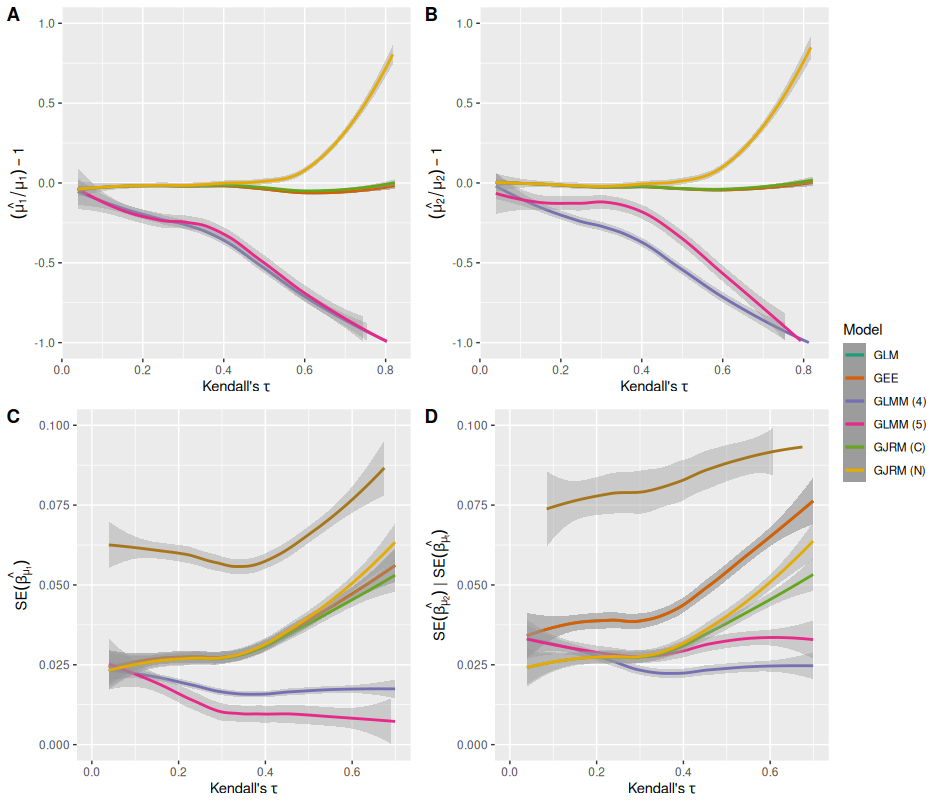 A
1.0
0.5
0.0
-0.5
-1.0
(μ̂₁ / μ₁) − 1
0.0 0.2 0.4 0.6 0.8
Kendall's τ
B
1.0
0.5
0.0
-0.5
-1.0
(μ̂₂ / μ₂) − 1
0.0 0.2 0.4 0.6 0.8
Kendall's τ
Model
GLM
GEE
GLMM (4)
GLMM (5)
GJRM (C)
GJRM (N)
C
0.100
0.075
0.050
0.025
0.000
SE(β̂μ₁)
0.0 0.2 0.4 0.6
Kendall's τ
D
0.100
0.075
0.050
0.025
0.000
0.0 0.2 0.4 0.6
Kendall's τ